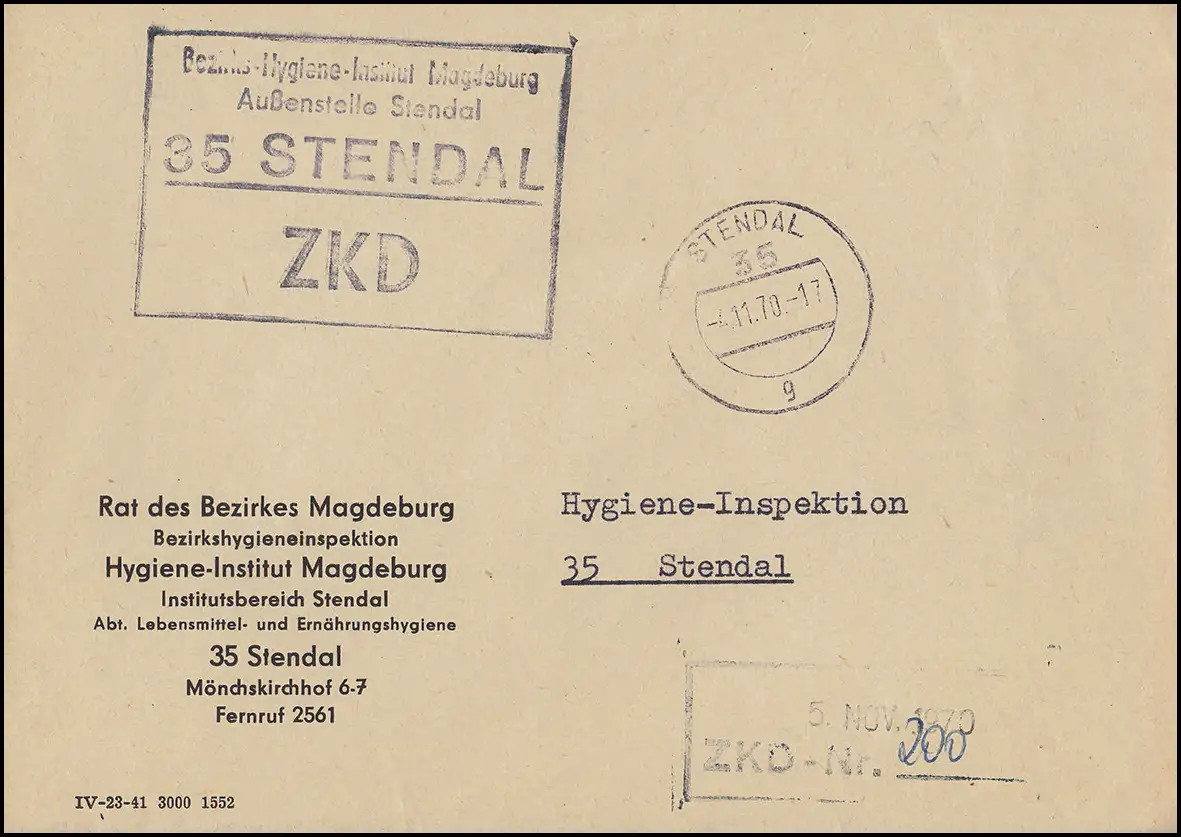 Bezirks-Hygiene-Institut Magdeburg
Außenstelle Stendal
35 STENDAL
ZKD
STENDAL
35
-4.11.70.-17
g
Rat des Bezirkes Magdeburg
Bezirkshygieneinspektion
Hygiene-Institut Magdeburg
Institutsbereich Stendal
Abt. Lebensmittel- und Ernährungshygiene
35 Stendal
Mönchskirchhof 6-7
Fernruf 2561
IV-23-41 3000 1552
Hygiene-Inspektion
35 Stendal
5. NOV. 1970
ZKD-Nr. 200